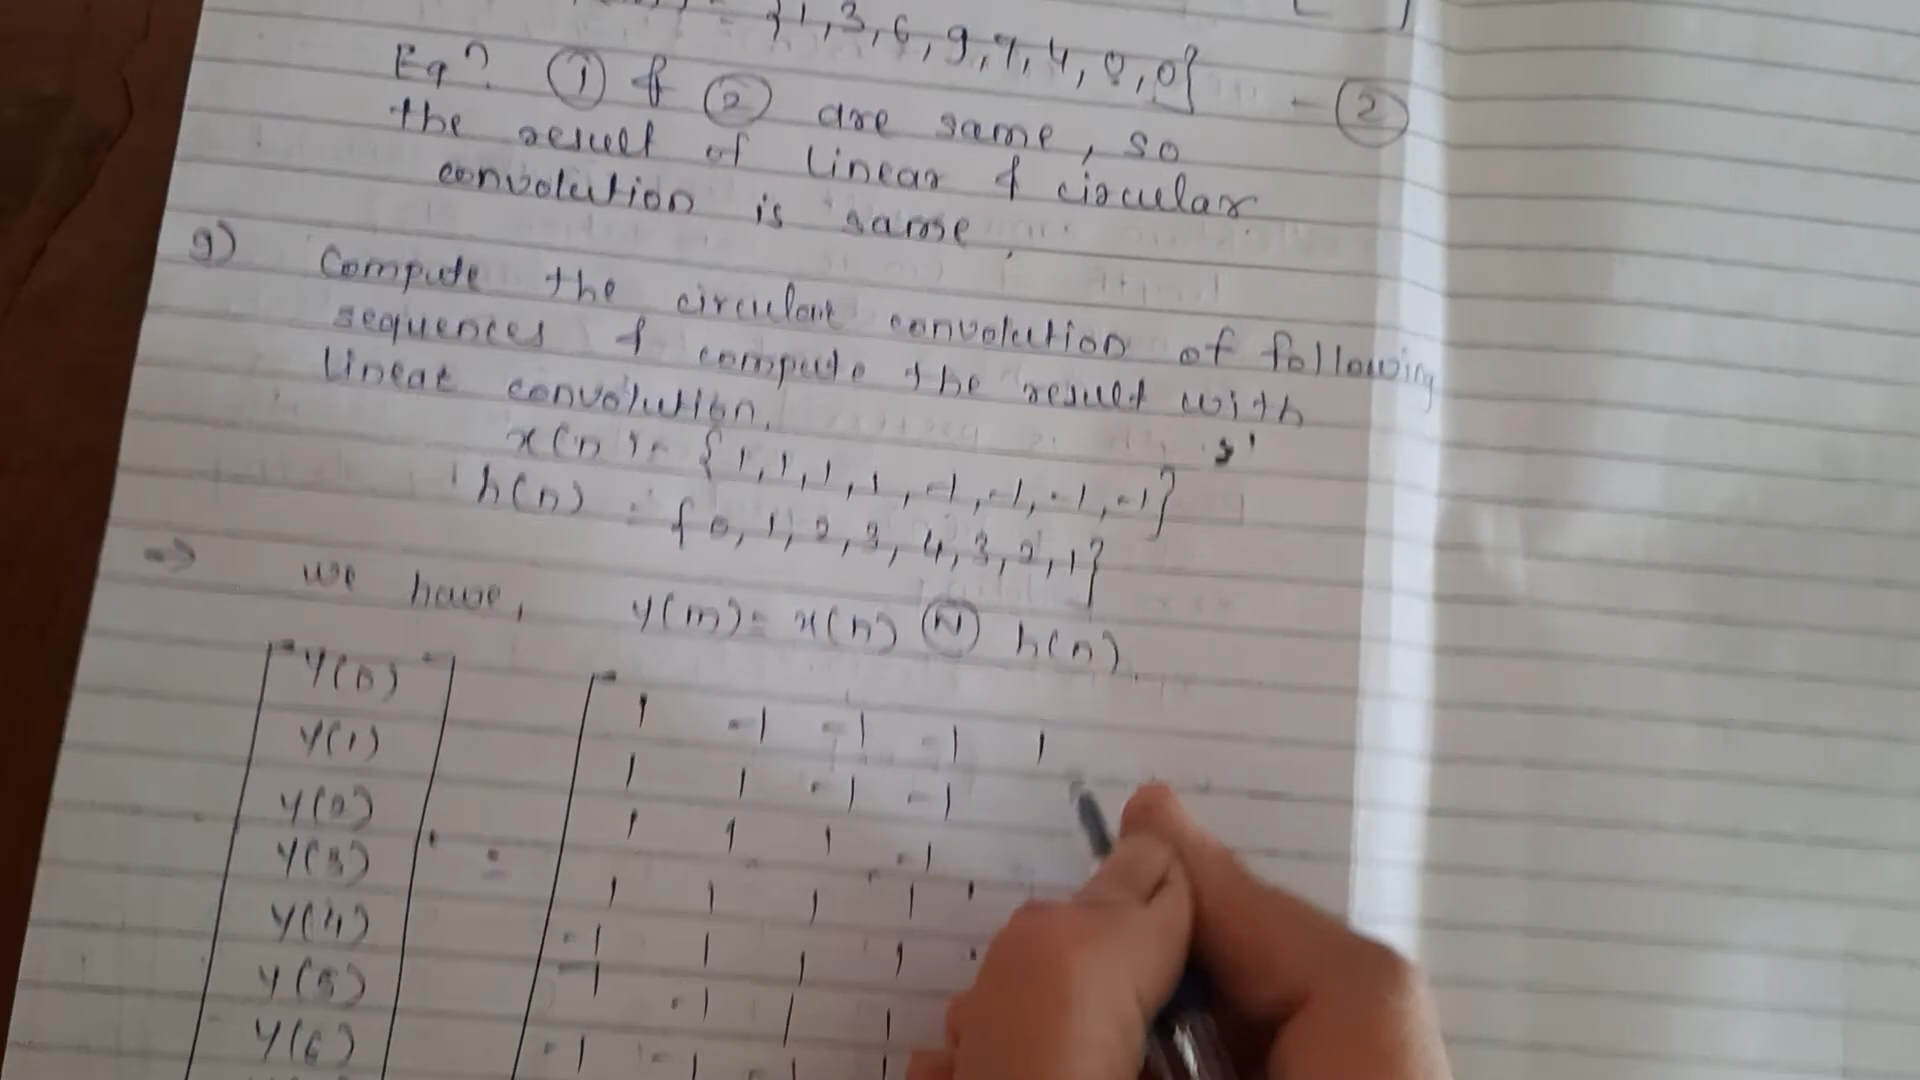 = {1,3,6,9,7,4,0,0} - ②
Eqn ① & ② are same, so
the result of linear & circular
convolution is same.
9) Compute the circular convolution of following
sequences & compute the result with
linear convolution.
x(n) = {1,1,1,1,-1,-1,-1,-1}
h(n) = {0,1,2,3,4,3,2,1}
⇒ we have, y(m) = x(n) Ⓝ h(n).
y(0) 1 -1 -1 -1 1
y(1) 1 1 -1 -1
y(2) = 1 1 1 -1
y(3) 1 1 1 1
y(4) -1 1 1 1
y(5) -1 -1 1 1
y(6) -1 -1 -1 1